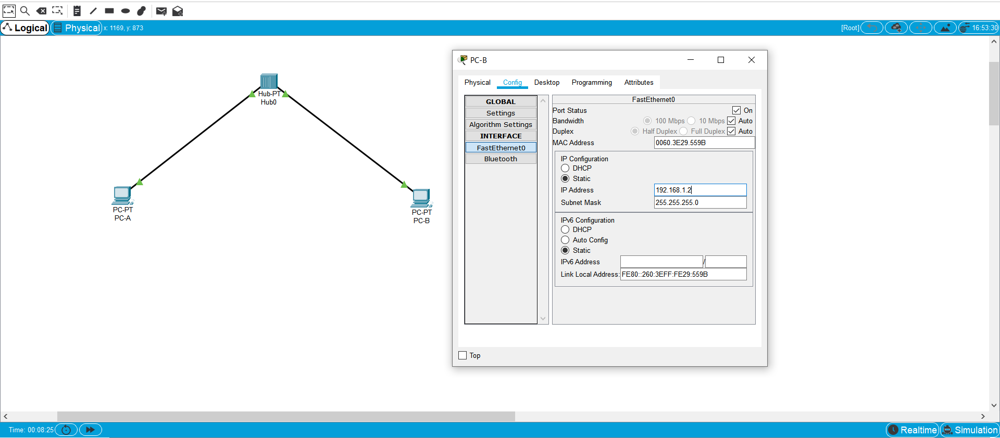 Logical
Physical
x: 1169, y: 873
[Root]
16:53:30
Hub-PT
Hub0
PC-PT
PC-A
PC-PT
PC-B
PC-B
Physical
Config
Desktop
Programming
Attributes
GLOBAL
Settings
Algorithm Settings
INTERFACE
FastEthernet0
Bluetooth
FastEthernet0
Port Status
On
Bandwidth
100 Mbps
10 Mbps
Auto
Duplex
Half Duplex
Full Duplex
Auto
MAC Address
0060.3E29.559B
IP Configuration
DHCP
Static
IP Address
192.168.1.2
Subnet Mask
255.255.255.0
IPv6 Configuration
DHCP
Auto Config
Static
IPv6 Address
/
Link Local Address:
FE80::260:3EFF:FE29:559B
Top
Time: 00:08:25
Realtime
Simulation